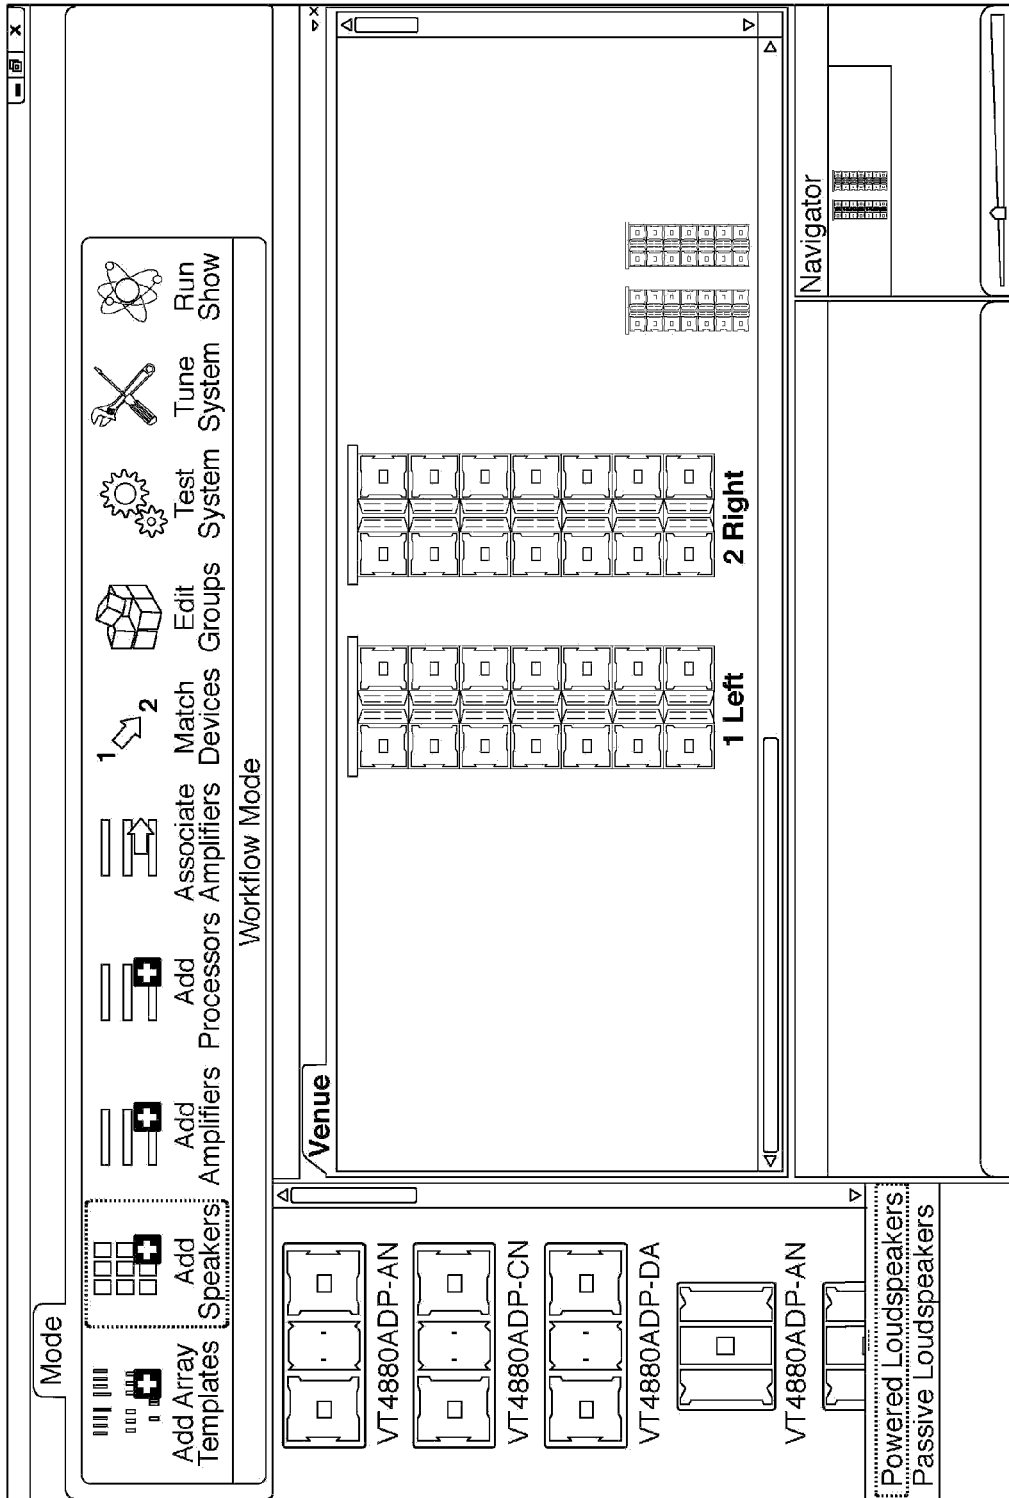 Mode
Add Array
Templates
Add
Speakers
Add
Amplifiers
Add
Processors
Associate
Amplifiers
1
2
Match
Devices
Edit
Groups
Test
System
Tune
System
Run
Show
Workflow Mode
VT4880ADP-AN
VT4880ADP-CN
VT4880ADP-DA
VT4880ADP-AN
Powered Loudspeakers
Passive Loudspeakers
Venue
1 Left
2 Right
Navigator